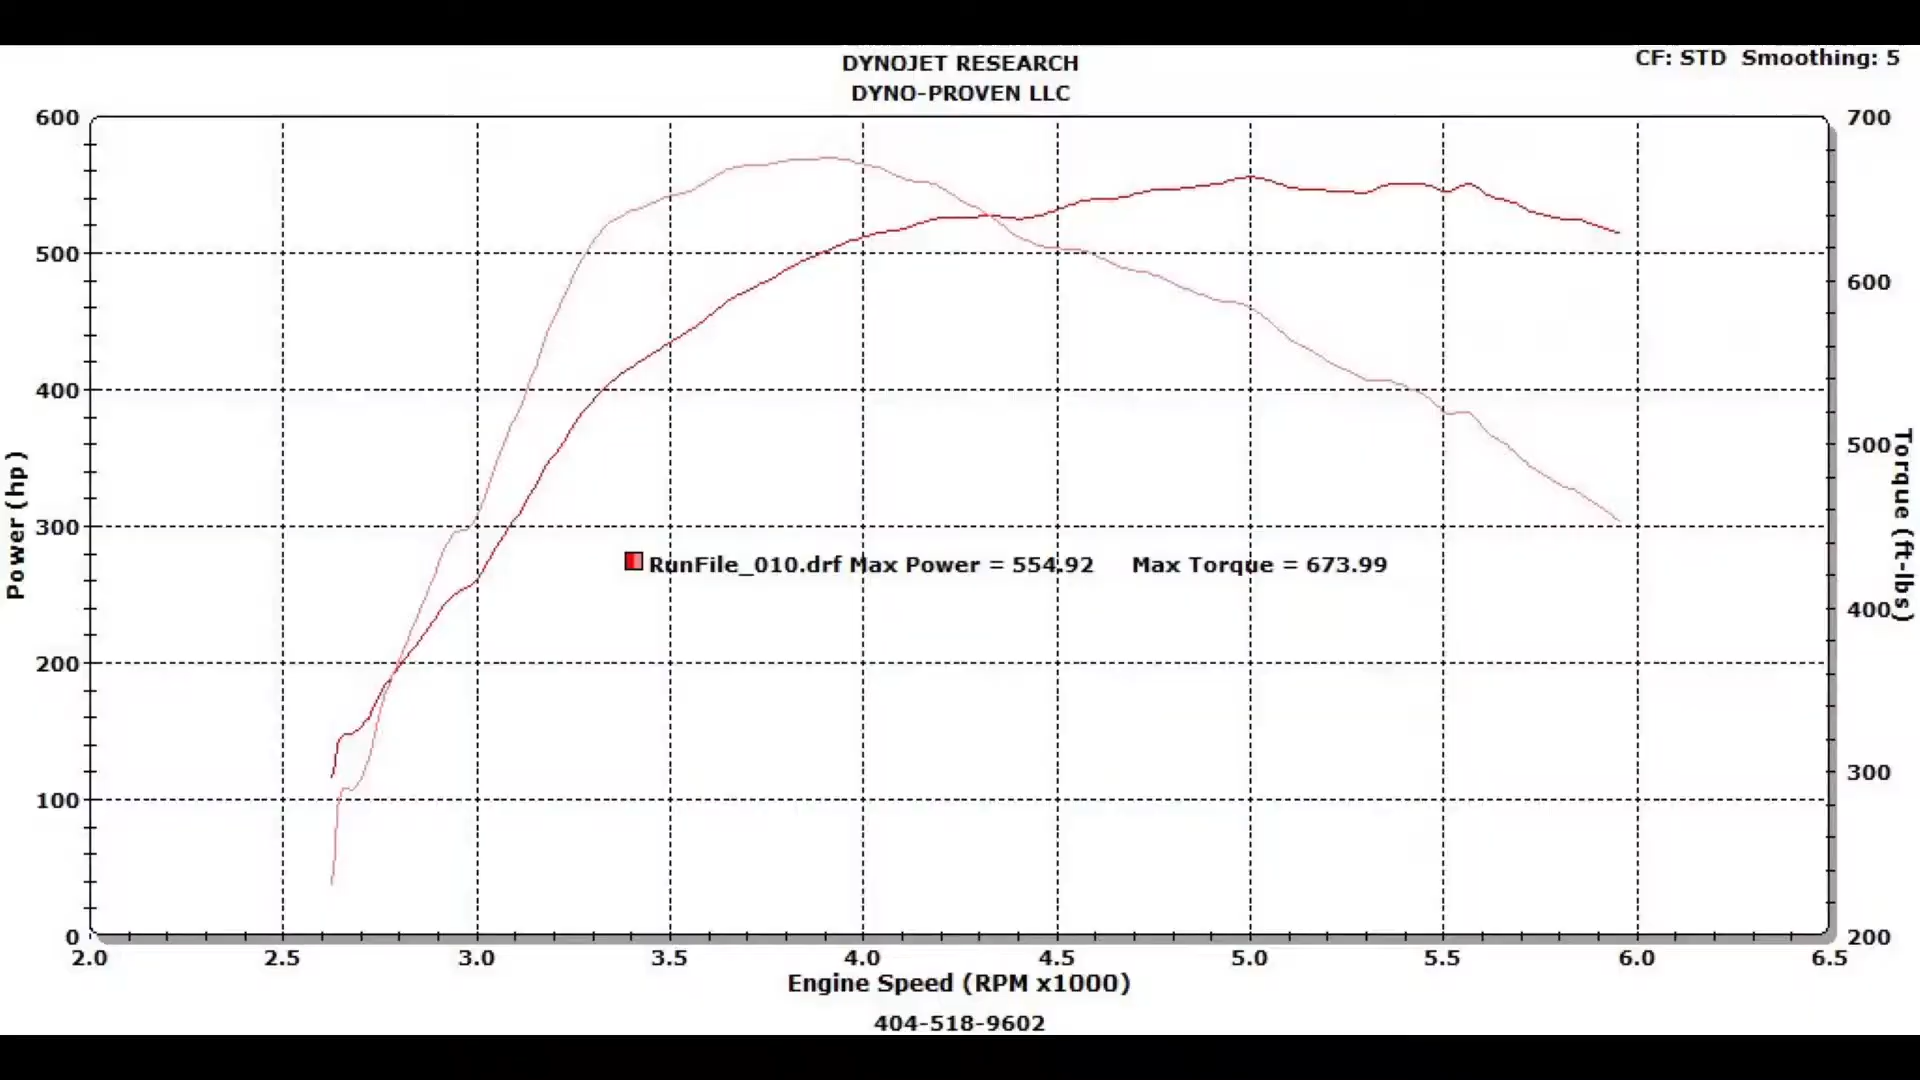 DYNOJET RESEARCH
CF: STD Smoothing: 5
DYNO-PROVEN LLC
600
500
400
300
200
100
0
Power (hp)
700
600
500
400
300
200
Torque (ft-lbs)
RunFile_010.drf Max Power = 554.92 Max Torque = 673.99
2.0 2.5 3.0 3.5 4.0 4.5 5.0 5.5 6.0 6.5
Engine Speed (RPM x1000)
404-518-9602